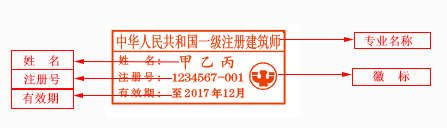 中华人民共和国一级注册建筑师
专业名称
姓 名
姓 名： 甲 乙 丙
注册号
注册号：1234567-001
徽 标
有效期
有效期： 至2017年12月